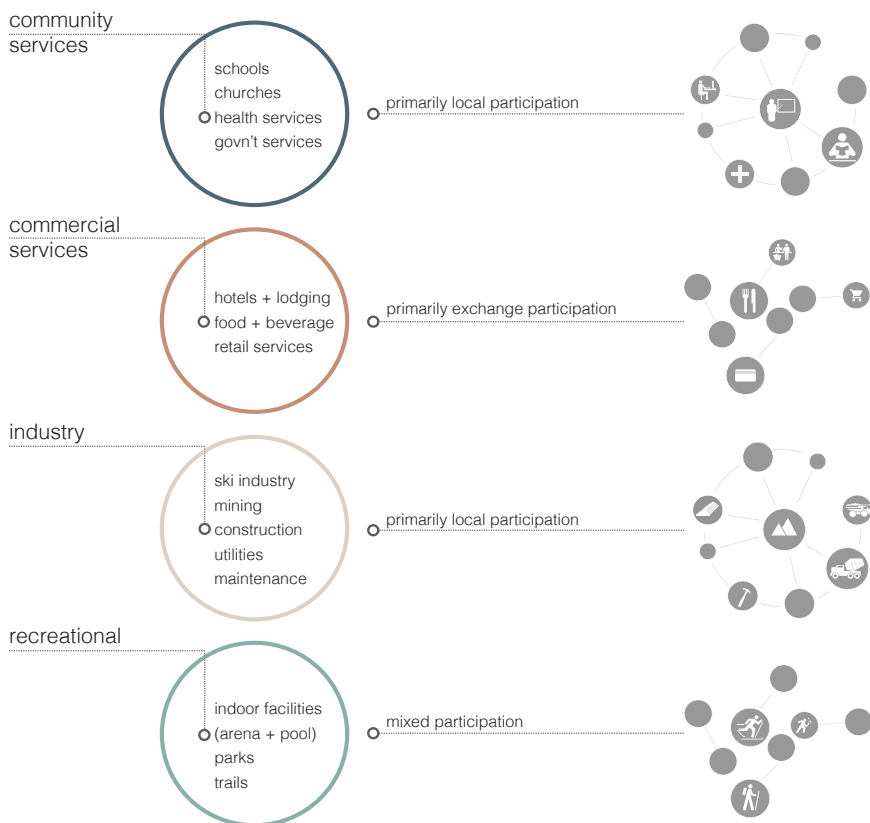 community
services
schools
churches
health services
govn't services
primarily local participation
commercial
services
hotels + lodging
food + beverage
retail services
primarily exchange participation
industry
ski industry
mining
construction
utilities
maintenance
primarily local participation
recreational
indoor facilities
(arena + pool)
parks
trails
mixed participation